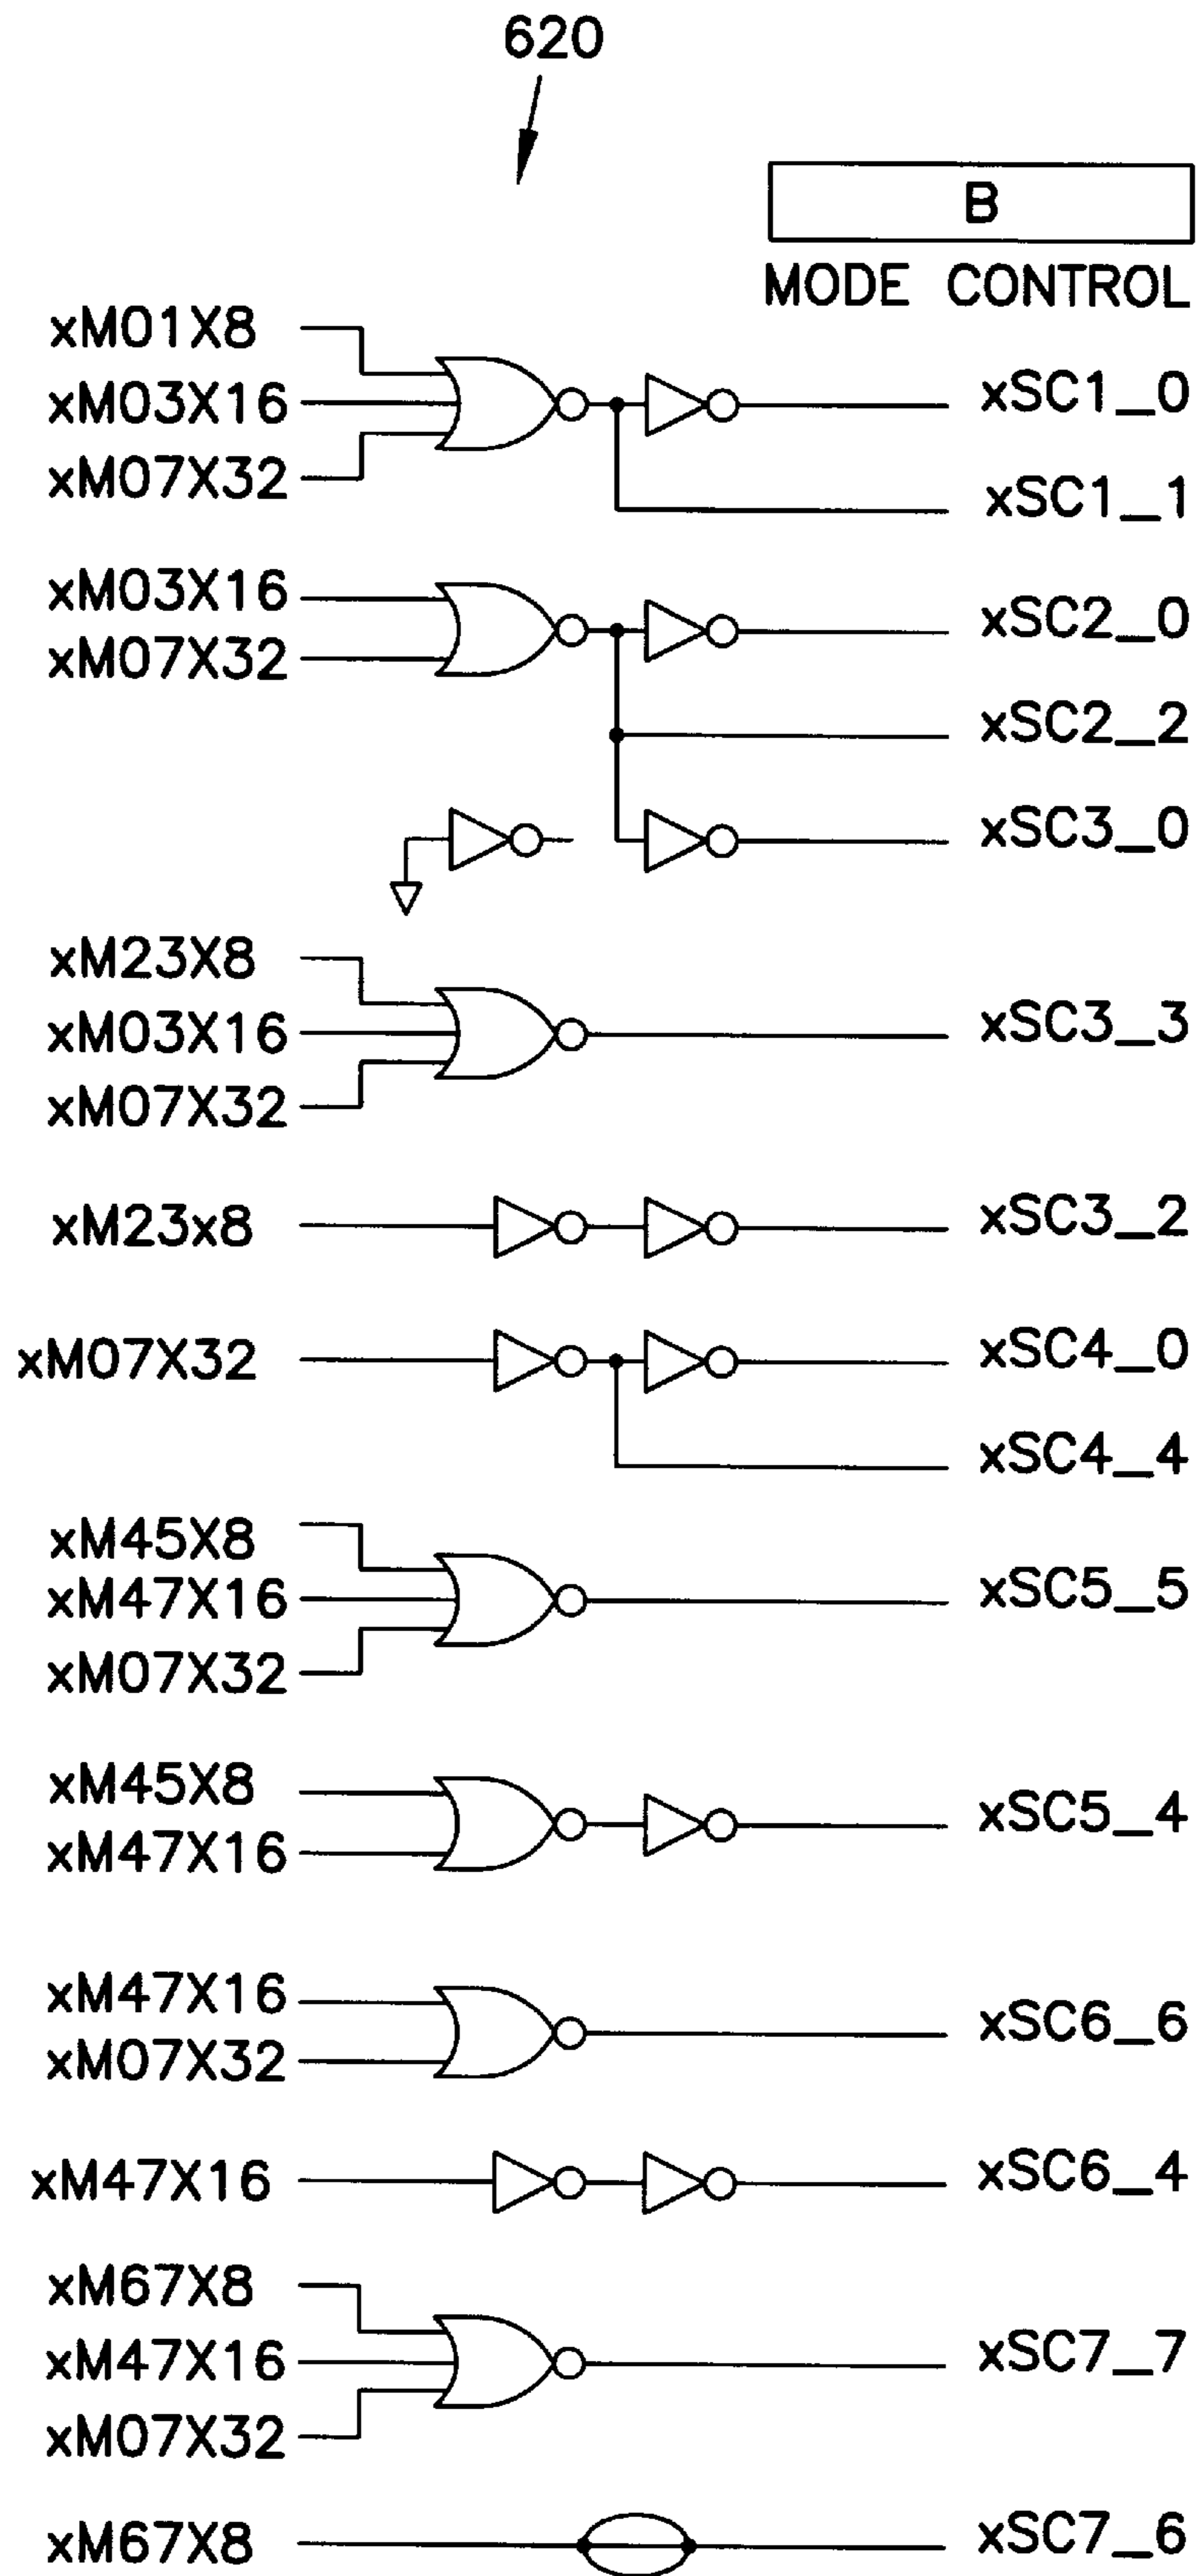 620
B
MODE CONTROL
xM01X8
xM03X16
xM07X32
xSC1_0
xSC1_1
xM03X16
xM07X32
xSC2_0
xSC2_2
xSC3_0
xM23X8
xM03X16
xM07X32
xSC3_3
xM23x8
xSC3_2
xM07X32
xSC4_0
xSC4_4
xM45X8
xM47X16
xM07X32
xSC5_5
xM45X8
xM47X16
xSC5_4
xM47X16
xM07X32
xSC6_6
xM47X16
xSC6_4
xM67X8
xM47X16
xM07X32
xSC7_7
xM67X8
xSC7_6